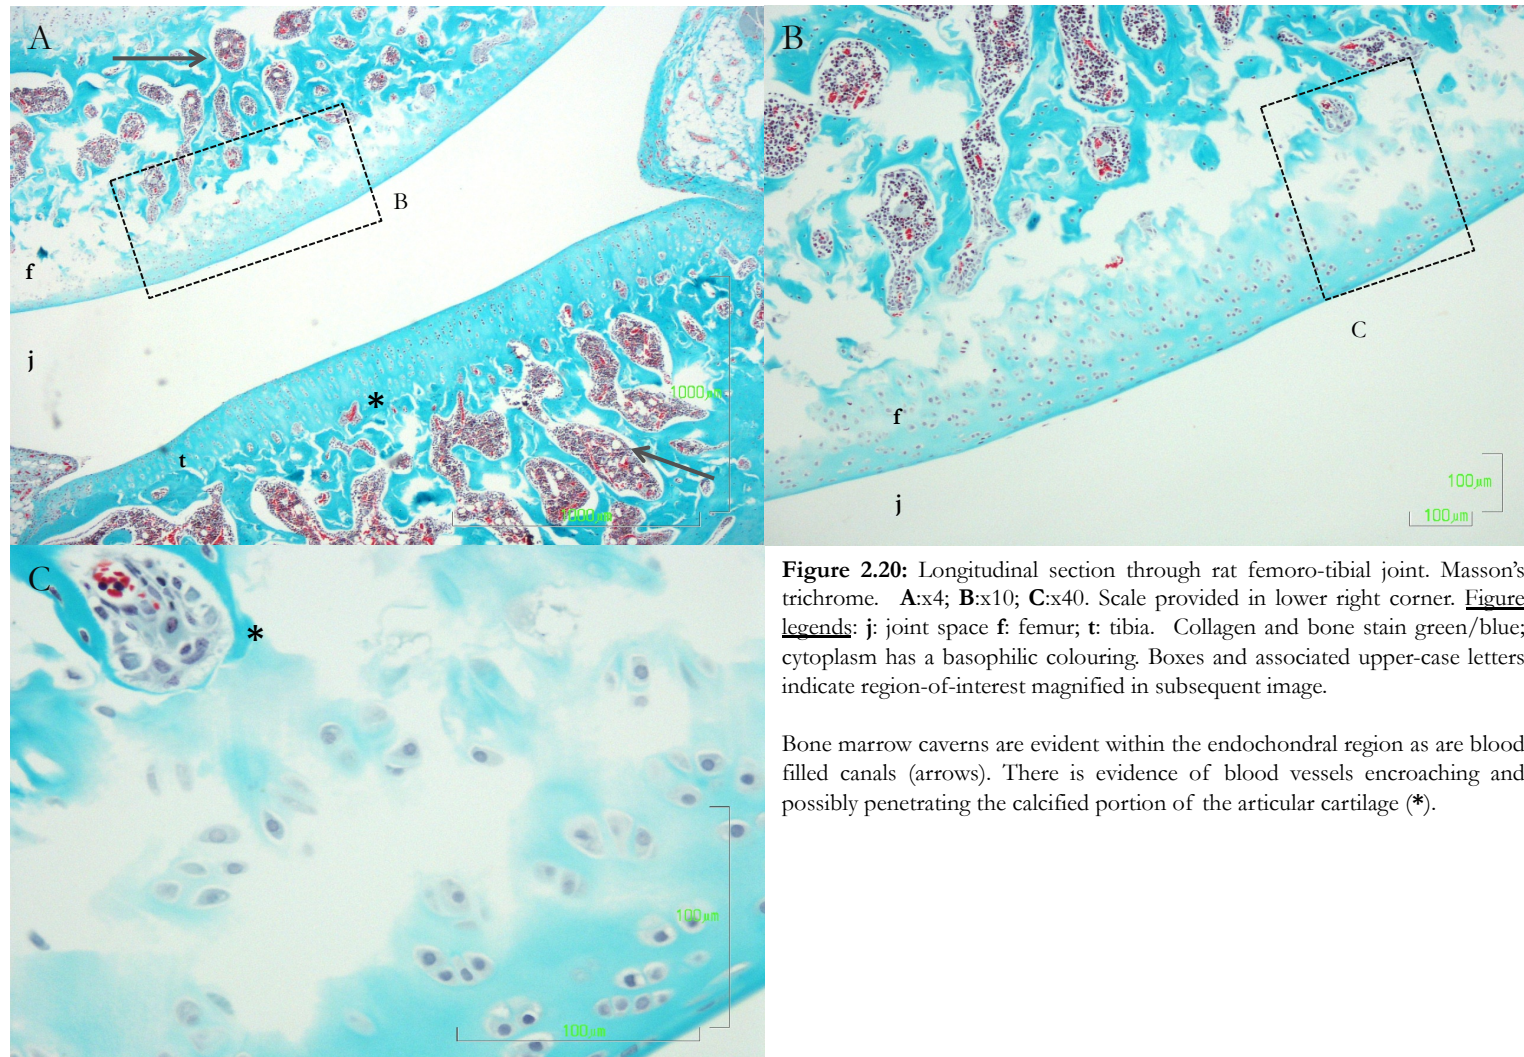 A
B
f
j
*
t
1000µm
1000µm
B
C
f
j
100µm
100µm
C
*
100µm
100µm
Figure 2.20: Longitudinal section through rat femoro-tibial joint. Masson’s
trichrome. A:x4; B:x10; C:x40. Scale provided in lower right corner. Figure
legends: j: joint space f: femur; t: tibia. Collagen and bone stain green/blue;
cytoplasm has a basophilic colouring. Boxes and associated upper-case letters
indicate region-of-interest magnified in subsequent image.
Bone marrow caverns are evident within the endochondral region as are blood
filled canals (arrows). There is evidence of blood vessels encroaching and
possibly penetrating the calcified portion of the articular cartilage (*).